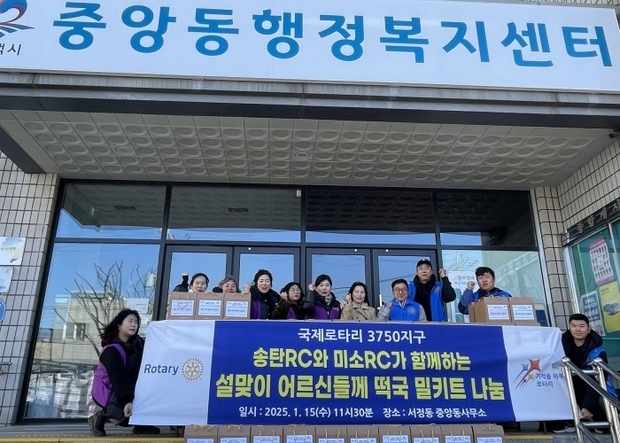 중앙동행정복지센터
국제로타리 3750지구
송탄RC와 미소RC가 함께하는
설맞이 어르신들께 떡국 밀키트 나눔
일시 : 2025. 1. 15(수) 11시30분 ▸ 장소 : 서정동 중앙동사무소
Rotary
로타리